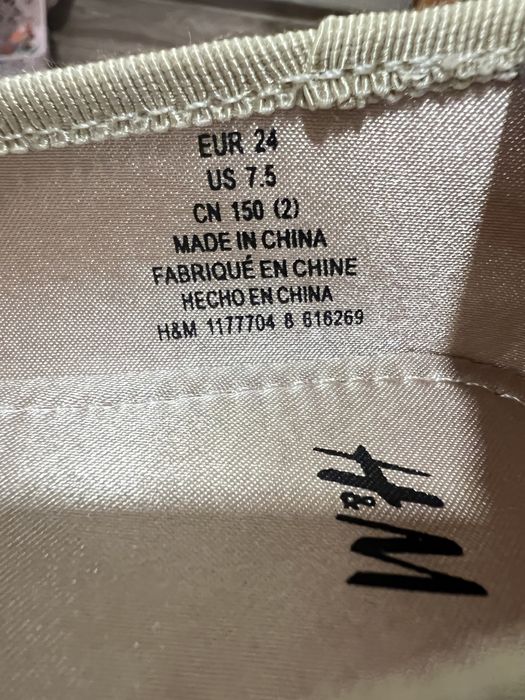 EUR 24
US 7.5
CN 150 (2)
MADE IN CHINA
FABRIQUÉ EN CHINE
HECHO EN CHINA
H&M 1177704 8 616269
H&M